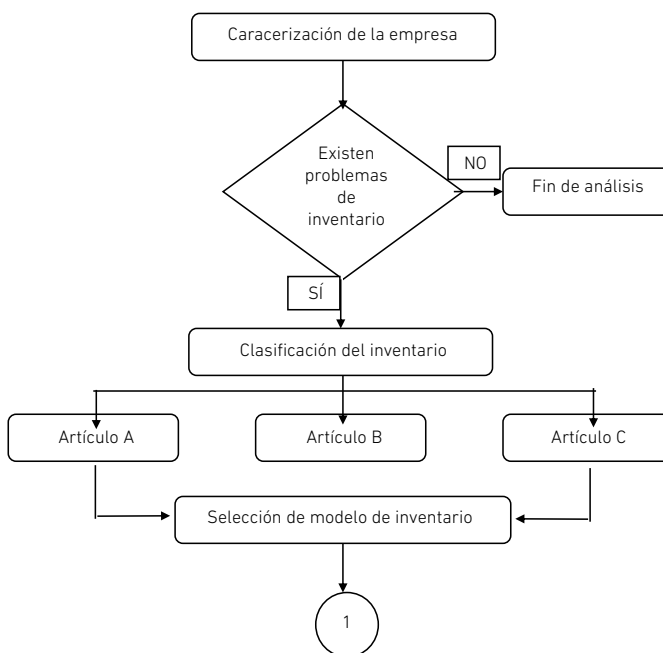 Caracerización de la empresa
Existen
problemas
de
inventario
NO
Fin de análisis
SÍ
Clasificación del inventario
Artículo A
Artículo B
Artículo C
Selección de modelo de inventario
1